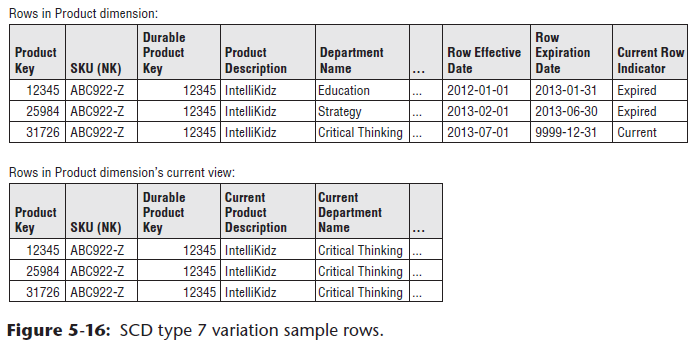 Rows in Product dimension:
Product Key | SKU (NK) | Durable Product Key | Product Description | Department Name | ... | Row Effective Date | Row Expiration Date | Current Row Indicator
12345 | ABC922-Z | 12345 | IntelliKidz | Education | ... | 2012-01-01 | 2013-01-31 | Expired
25984 | ABC922-Z | 12345 | IntelliKidz | Strategy | ... | 2013-02-01 | 2013-06-30 | Expired
31726 | ABC922-Z | 12345 | IntelliKidz | Critical Thinking | ... | 2013-07-01 | 9999-12-31 | Current
Rows in Product dimension's current view:
Product Key | SKU (NK) | Durable Product Key | Current Product Description | Current Department Name | ...
12345 | ABC922-Z | 12345 | IntelliKidz | Critical Thinking | ...
25984 | ABC922-Z | 12345 | IntelliKidz | Critical Thinking | ...
31726 | ABC922-Z | 12345 | IntelliKidz | Critical Thinking | ...
Figure 5-16: SCD type 7 variation sample rows.